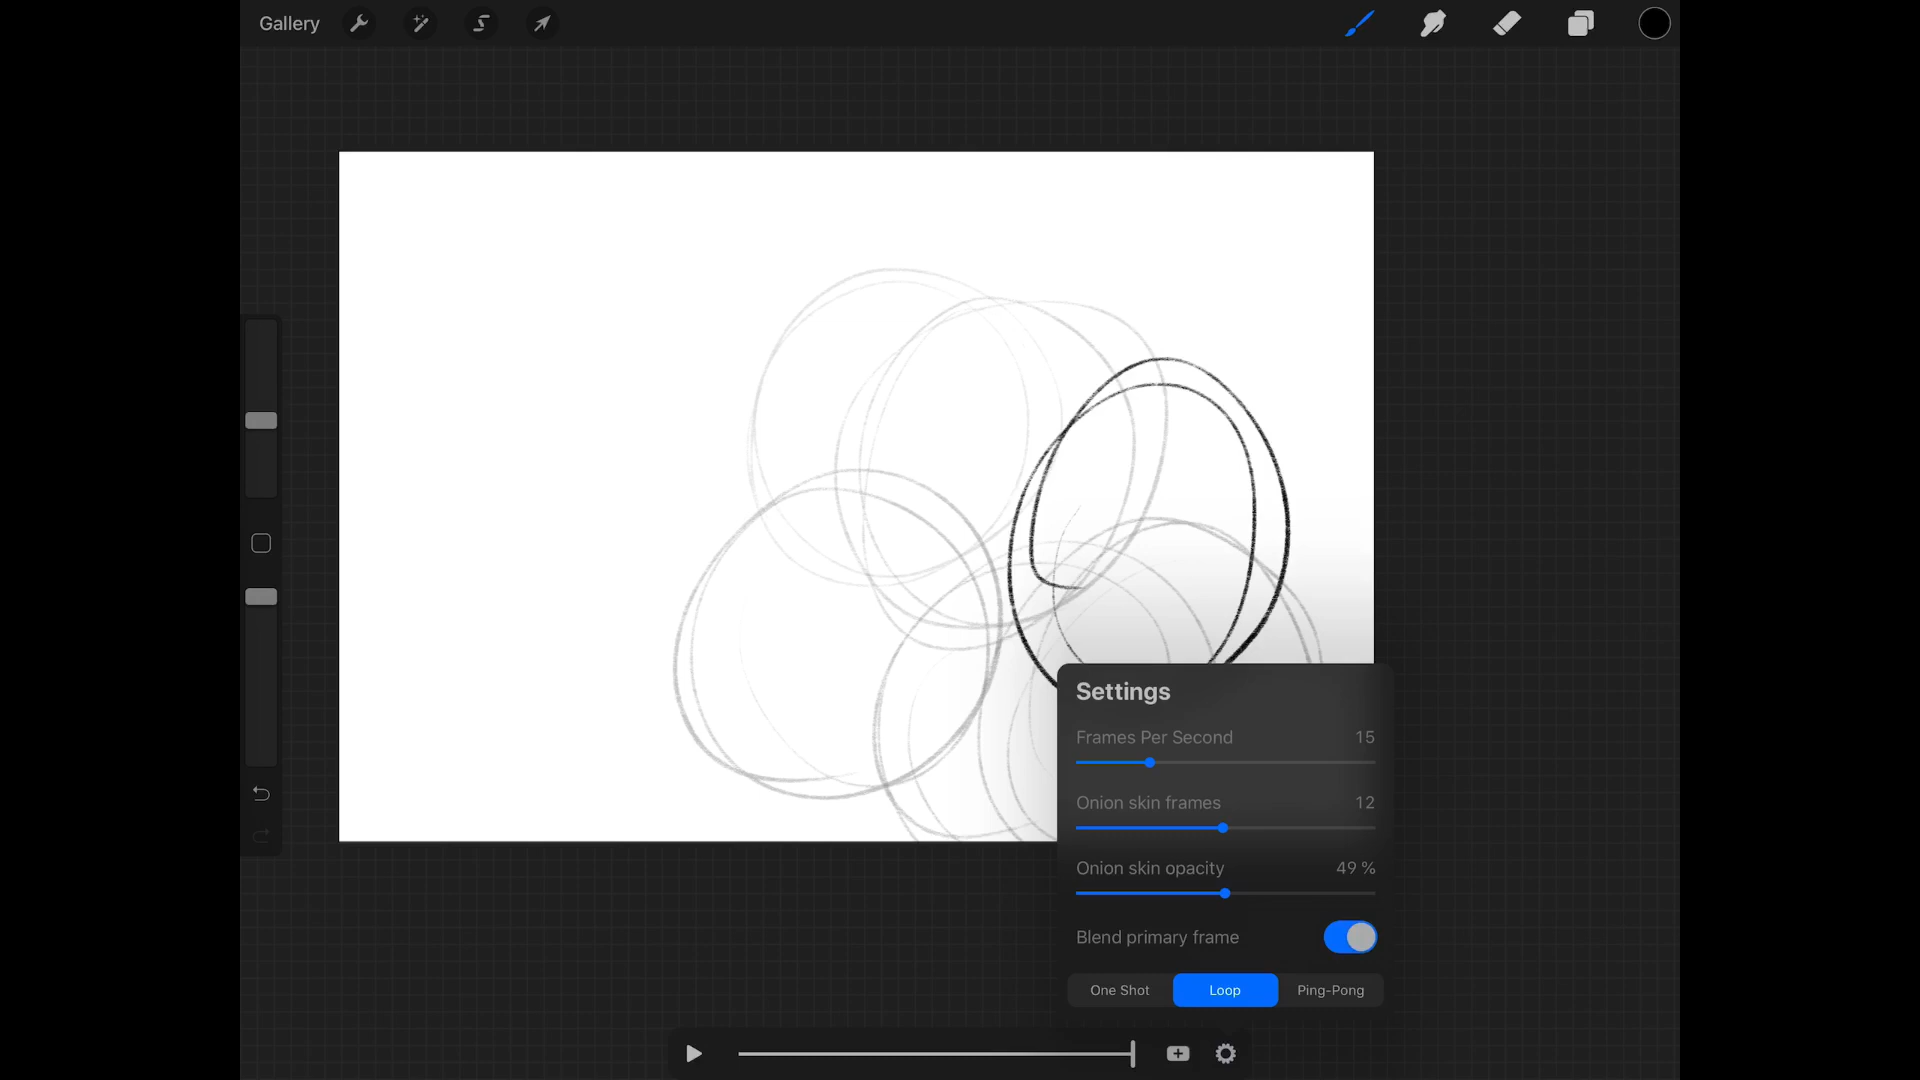 Gallery
Settings
Frames Per Second 15
Onion skin frames 12
Onion skin opacity 49 %
Blend primary frame
One Shot Loop Ping-Pong